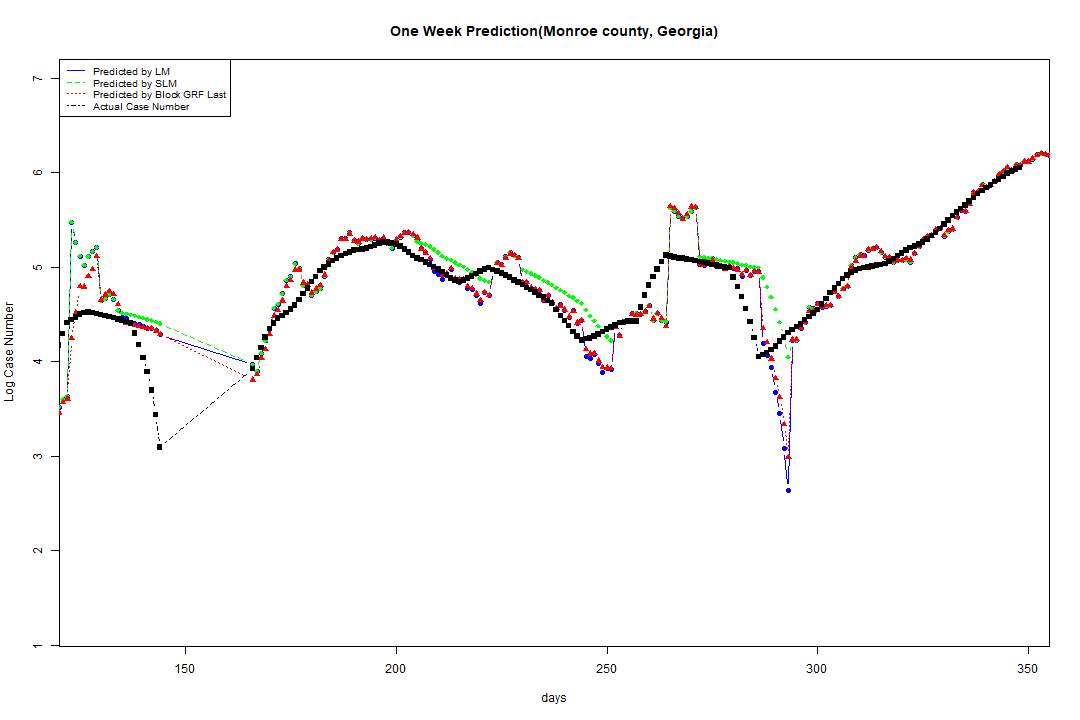 One Week Prediction(Monroe county, Georgia)
Predicted by LM
Predicted by SLM
Predicted by Block GRF Last
Actual Case Number
Log Case Number
7
6
5
4
3
2
1
150 200 250 300 350
days